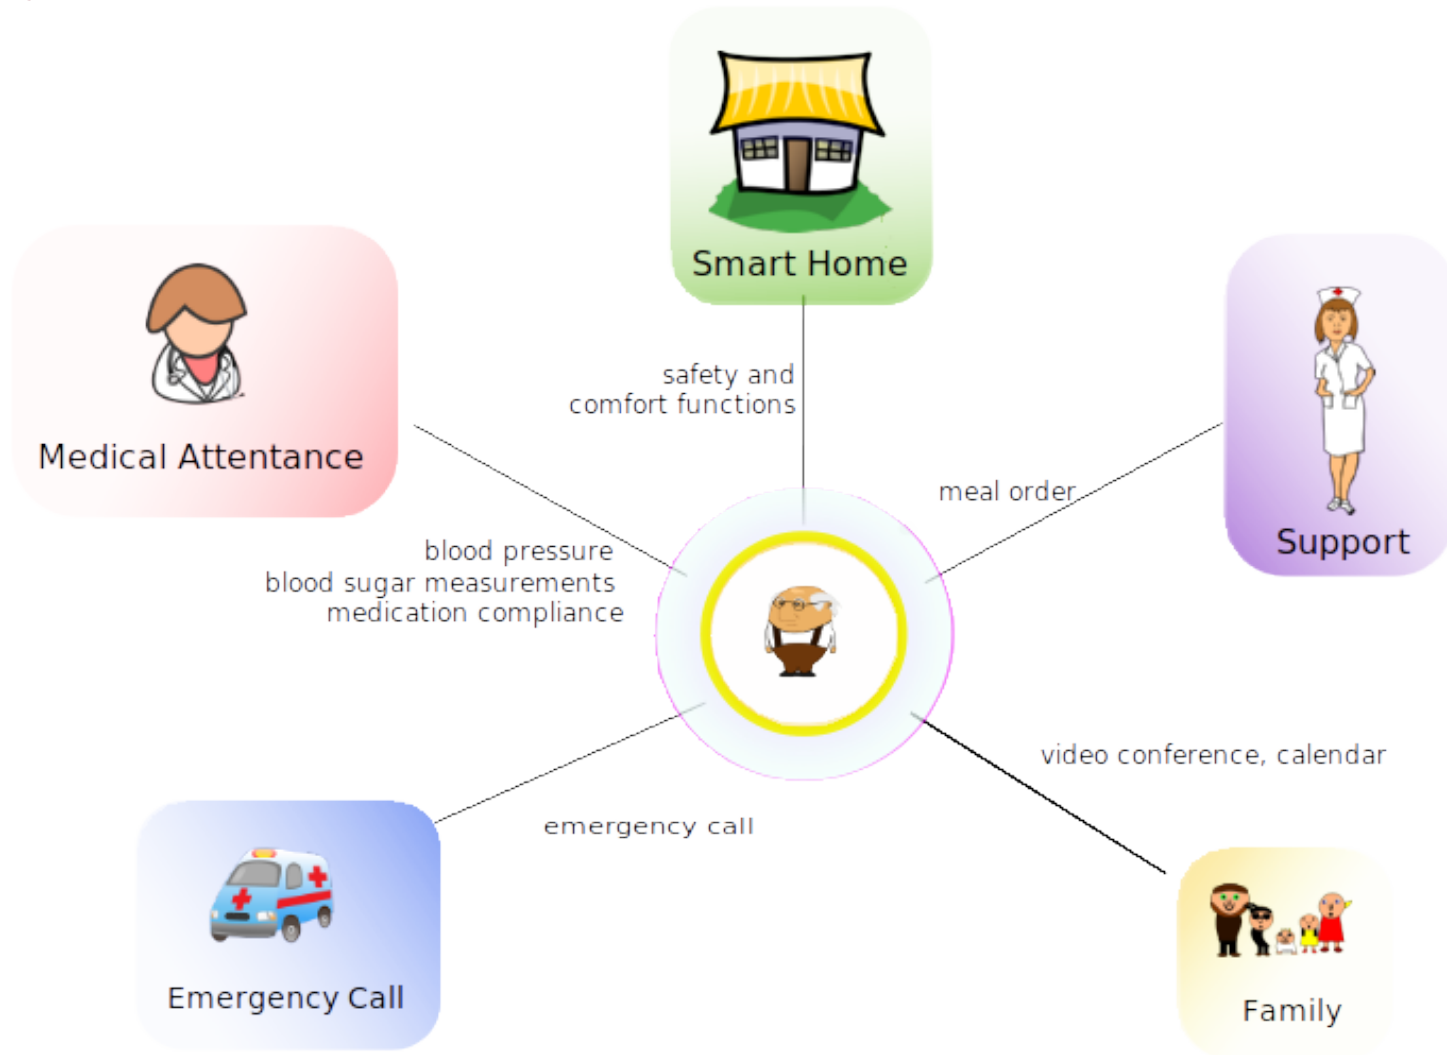 Smart Home
safety and
comfort functions
Medical Attentance
meal order
Support
blood pressure
blood sugar measurements
medication compliance
video conference, calendar
emergency call
Emergency Call
Family